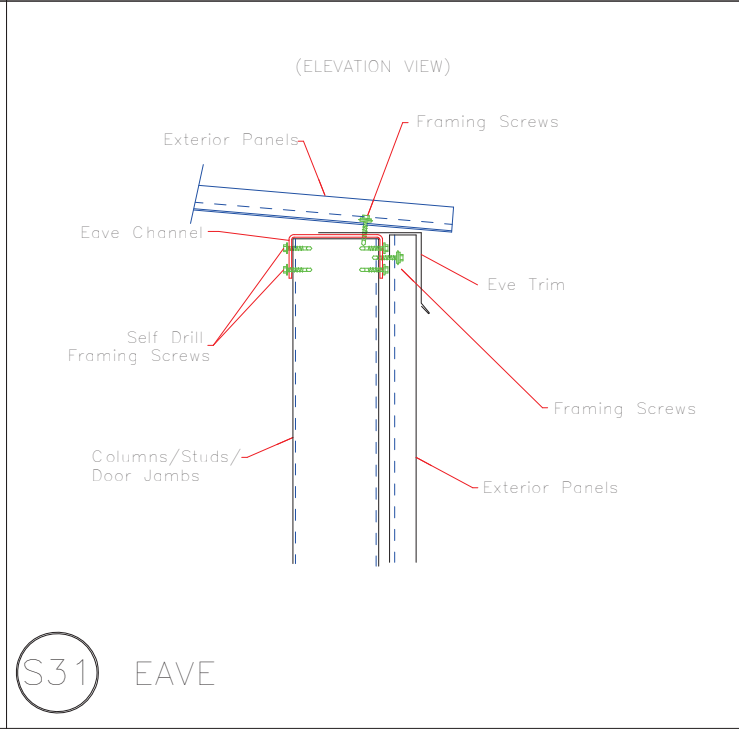 (ELEVATION VIEW)
Framing Screws
Exterior Panels
Eave Channel
Eve Trim
Self Drill
Framing Screws
Framing Screws
Columns/Studs/
Door Jambs
Exterior Panels
S31 EAVE